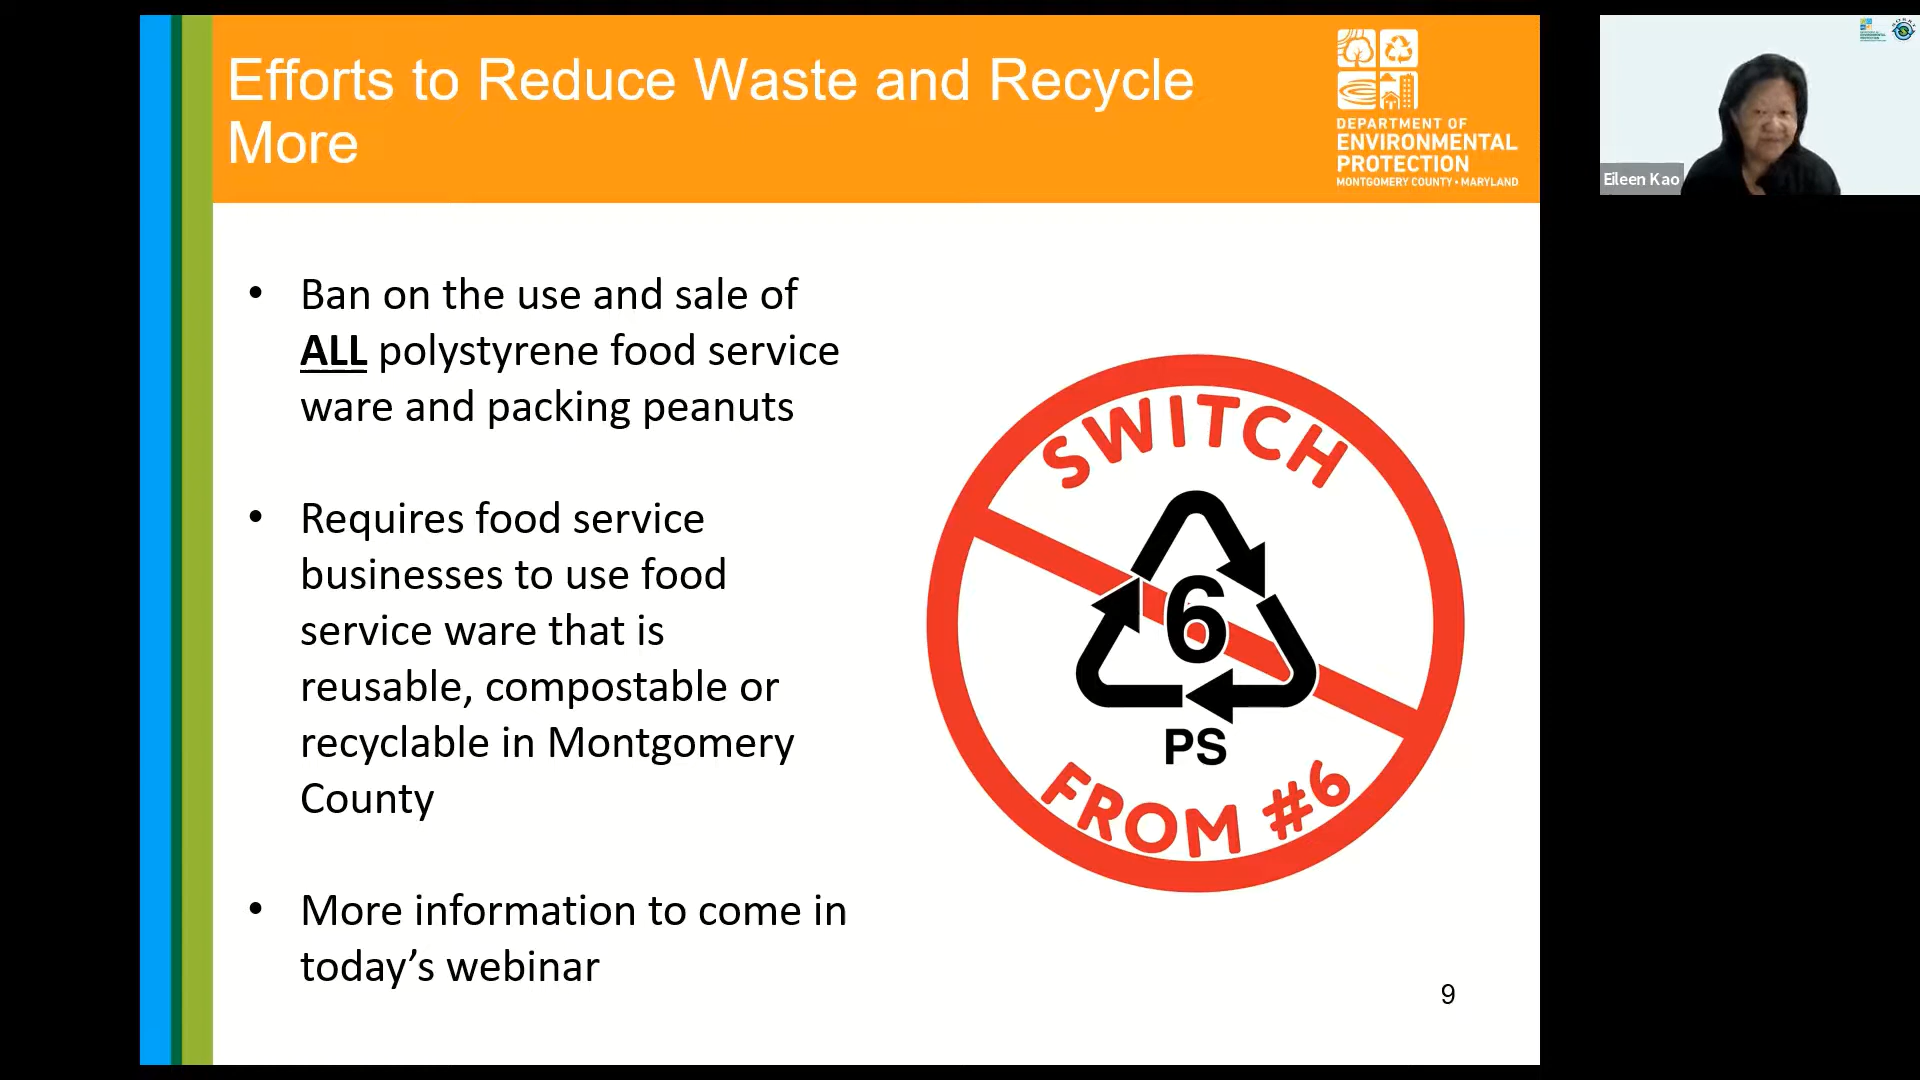 Efforts to Reduce Waste and Recycle
More
DEPARTMENT OF
ENVIRONMENTAL
PROTECTION
MONTGOMERY COUNTY • MARYLAND
Eileen Kao
• Ban on the use and sale of
ALL polystyrene food service
ware and packing peanuts
• Requires food service
businesses to use food
service ware that is
reusable, compostable or
recyclable in Montgomery
County
• More information to come in
today’s webinar
SWITCH
6
PS
FROM #6
9